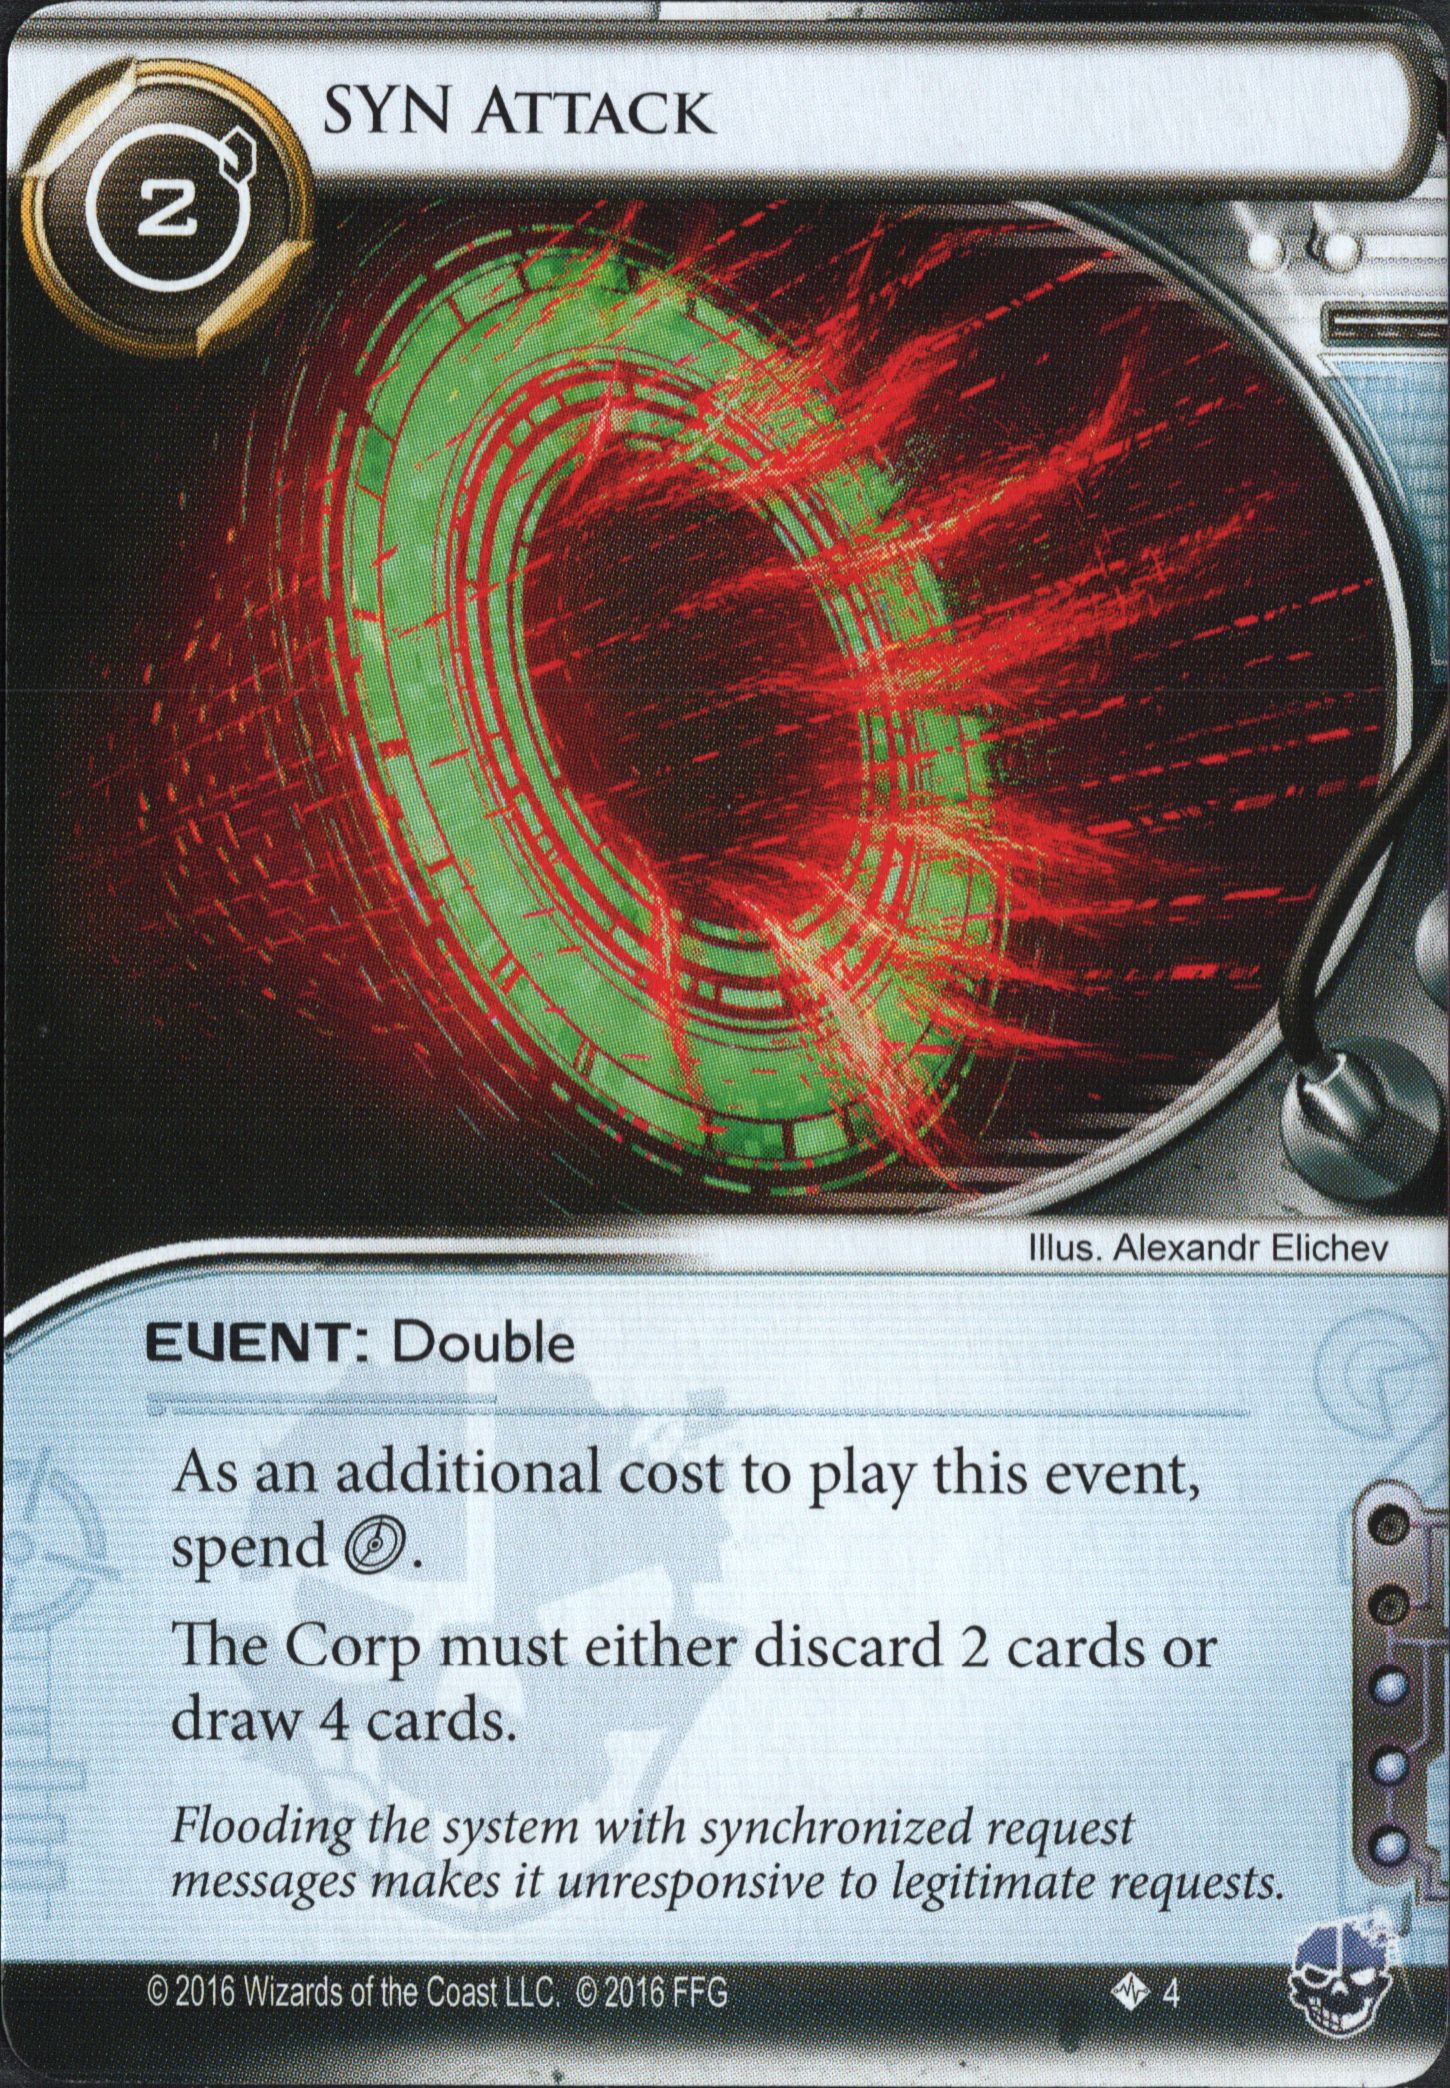 2
SYN ATTACK
Illus. Alexandr Elichev
EVENT: Double
As an additional cost to play this event,
spend .
The Corp must either discard 2 cards or
draw 4 cards.
Flooding the system with synchronized request
messages makes it unresponsive to legitimate requests.
© 2016 Wizards of the Coast LLC. © 2016 FFG
4